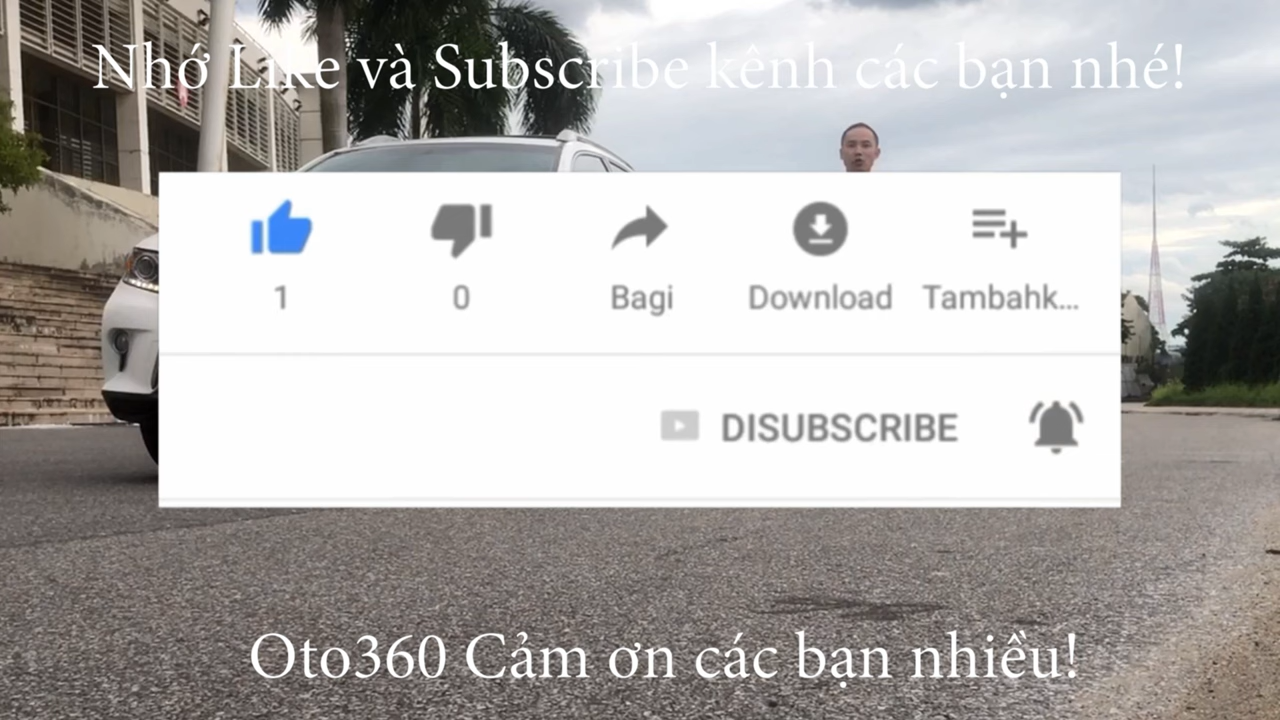 Nhớ Like và Subscribe kênh các bạn nhé!
1 0 Bagi Download Tambahk...
DISUBSCRIBE
Oto360 Cảm ơn các bạn nhiều!